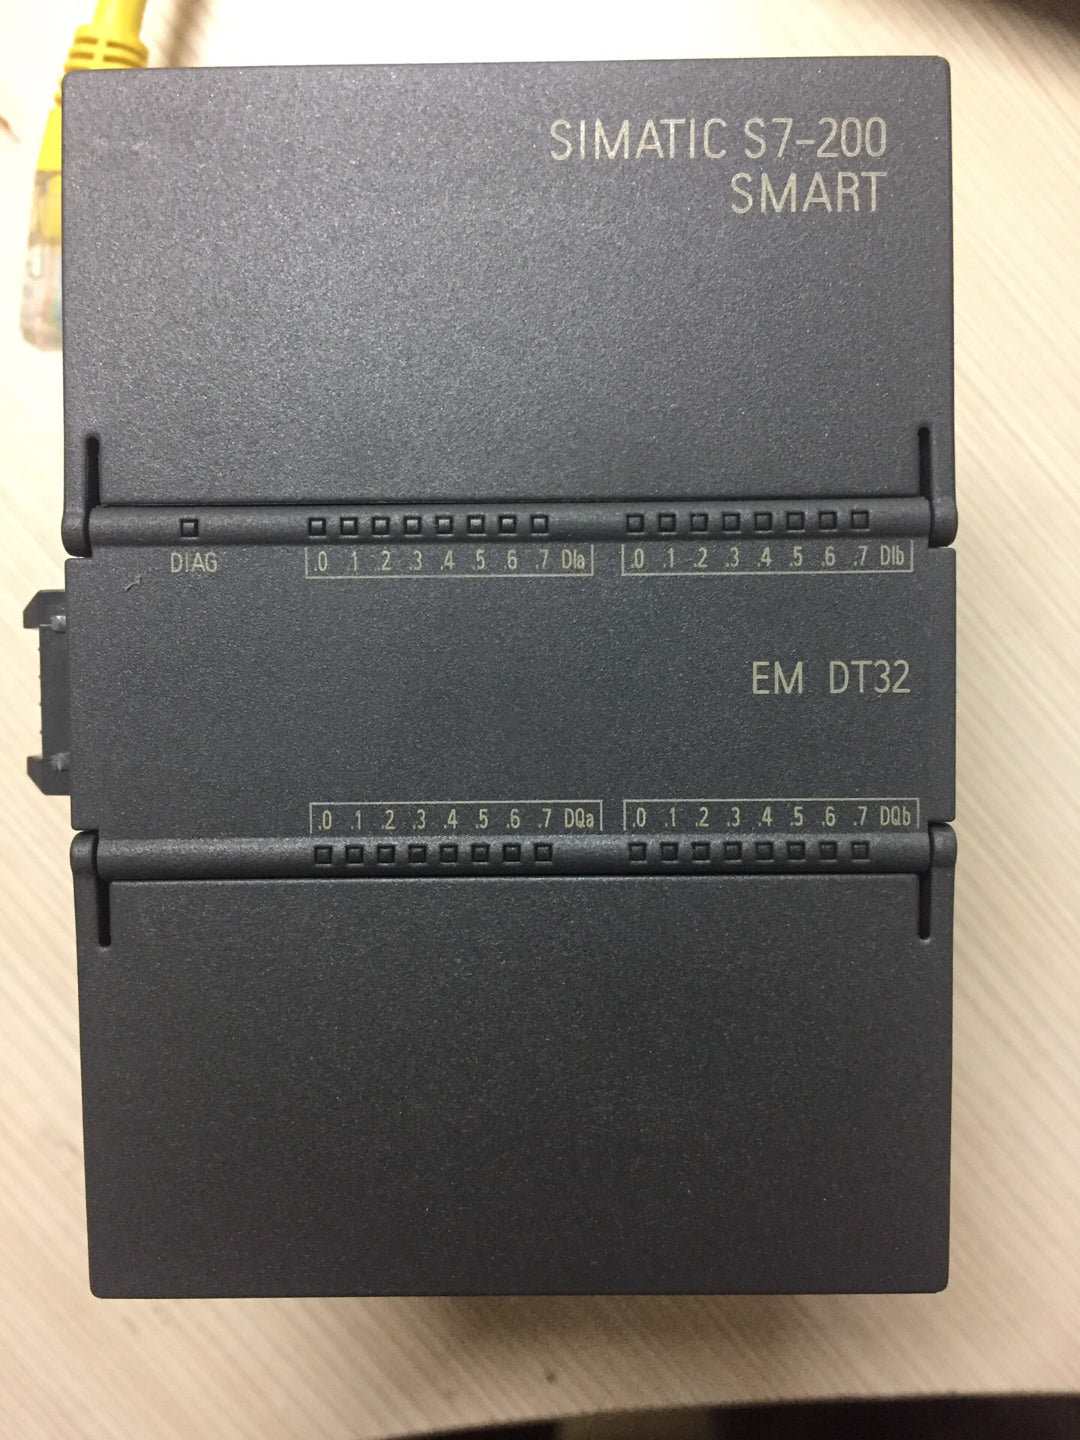 SIMATIC S7-200
SMART
DIAG
.0 .1 .2 .3 .4 .5 .6 .7 DIa
.0 .1 .2 .3 .4 .5 .6 .7 DIb
EM DT32
.0 .1 .2 .3 .4 .5 .6 .7 DQa
.0 .1 .2 .3 .4 .5 .6 .7 DQb